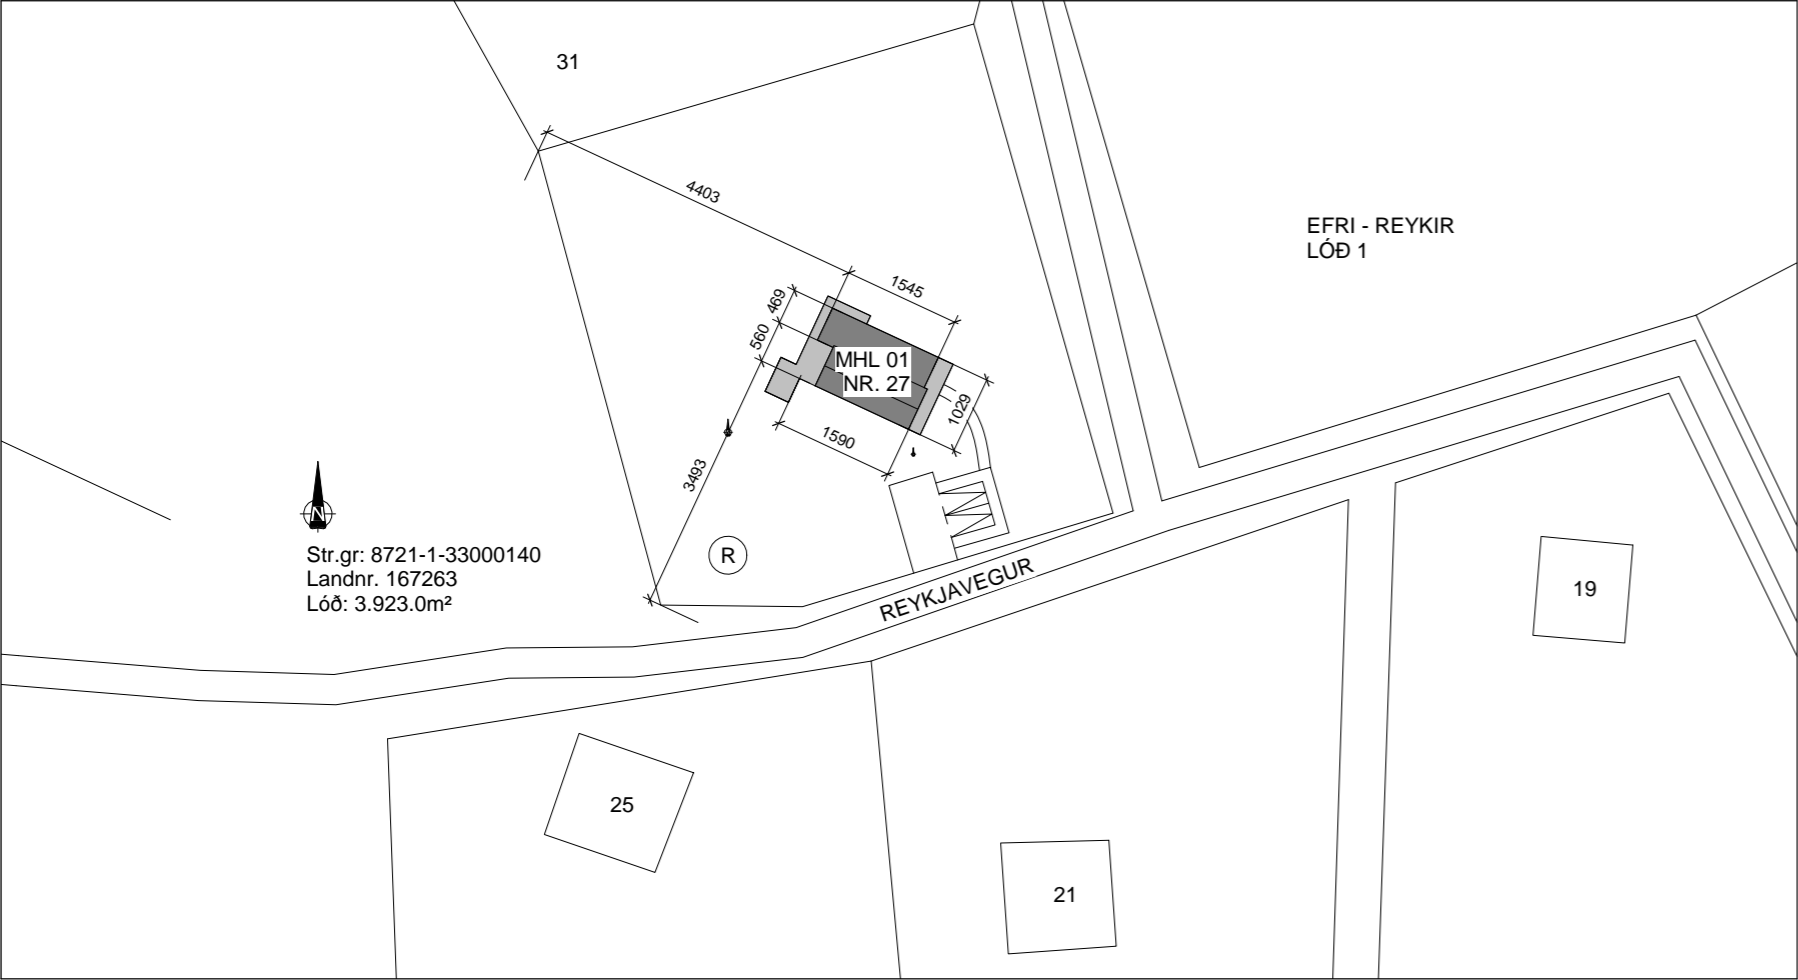 31
4403
EFRI - REYKIR
LÓÐ 1
1545
469
560
MHL 01
NR. 27
1029
1590
3493
N
Str.gr: 8721-1-33000140
Landnr. 167263
Lóð: 3.923.0m²
R
REYKJAVEGUR
19
25
21